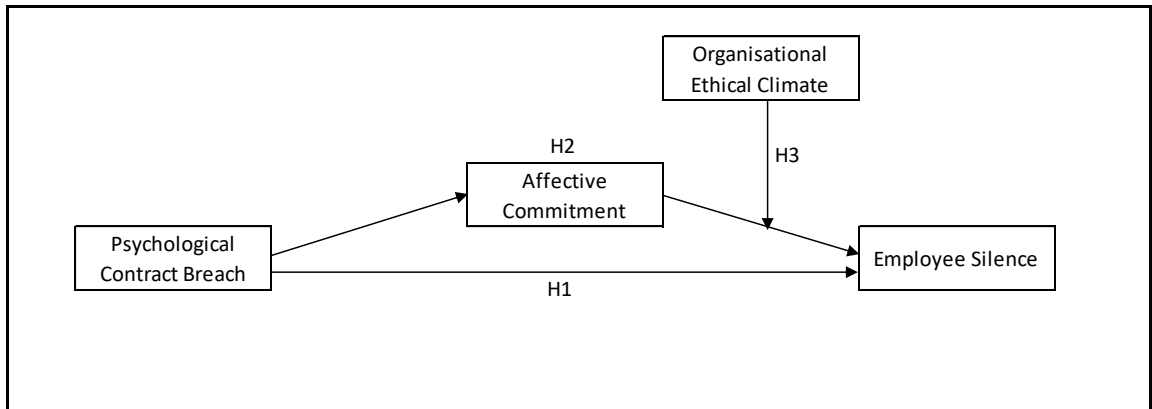 Organisational
Ethical Climate
H2
H3
Affective
Commitment
Psychological
Contract Breach
Employee Silence
H1